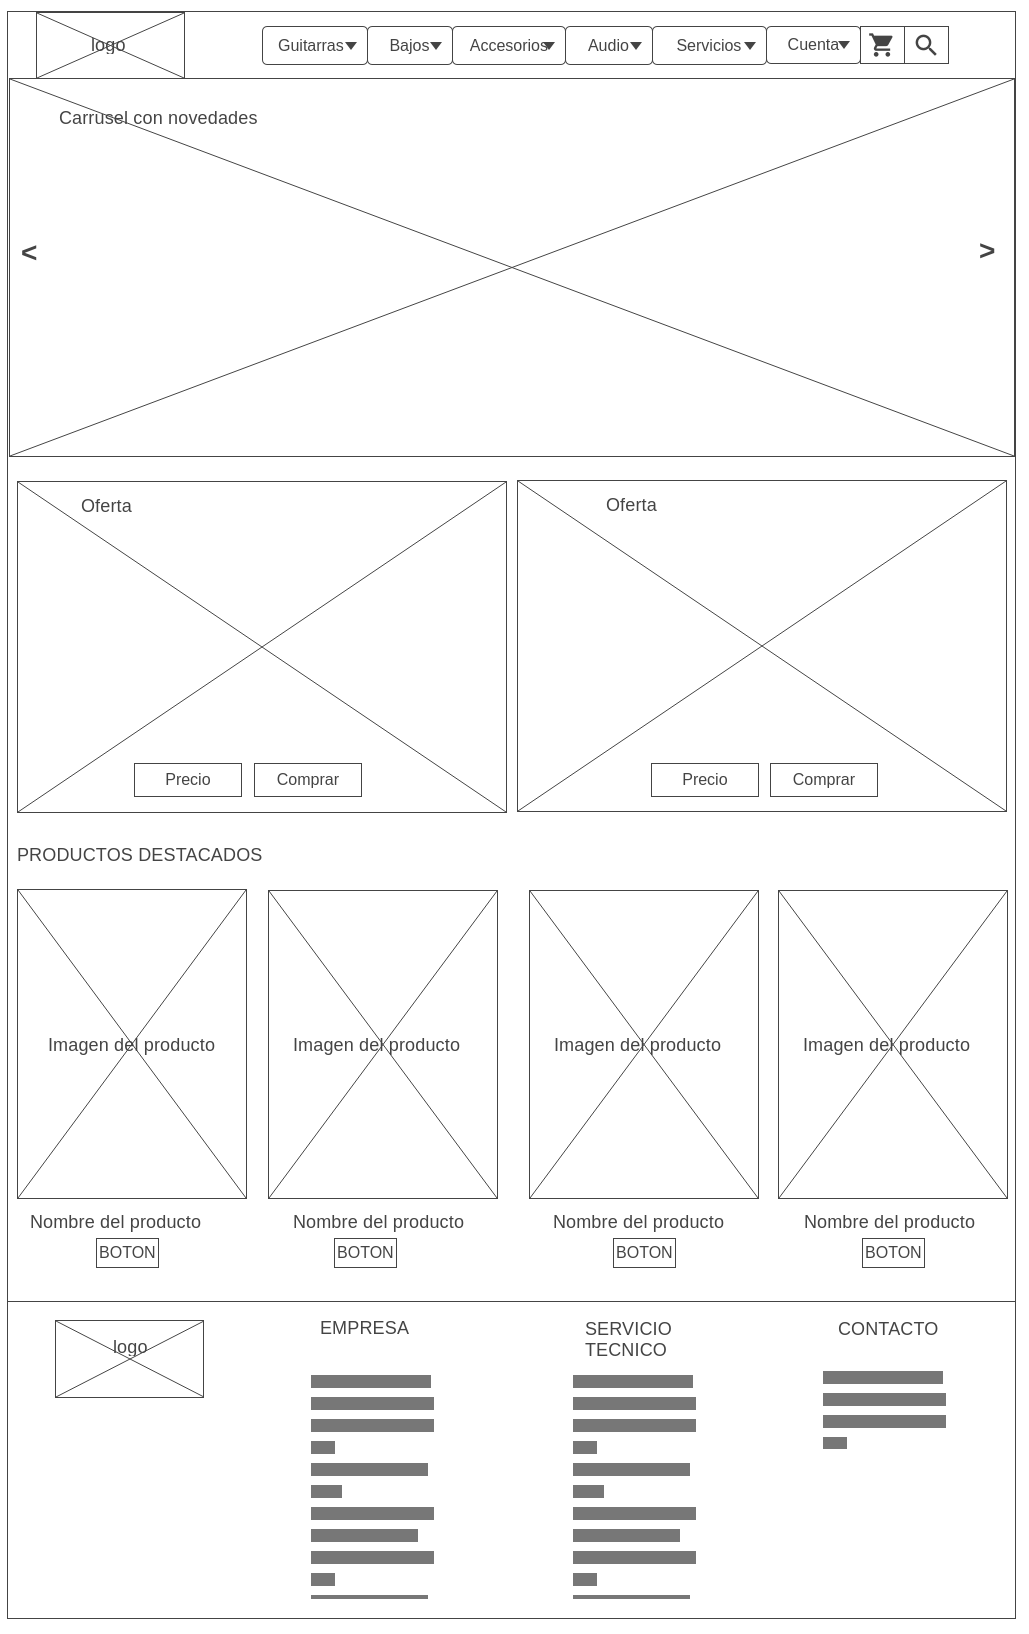 logo
Guitarras
Bajos
Accesorios
Audio
Servicios
Cuenta
Carrusel con novedades
<
>
Oferta
Oferta
Precio
Comprar
Precio
Comprar
PRODUCTOS DESTACADOS
Imagen del producto
Imagen del producto
Imagen del producto
Imagen del producto
Nombre del producto
Nombre del producto
Nombre del producto
Nombre del producto
BOTON
BOTON
BOTON
BOTON
logo
EMPRESA
SERVICIO
TECNICO
CONTACTO